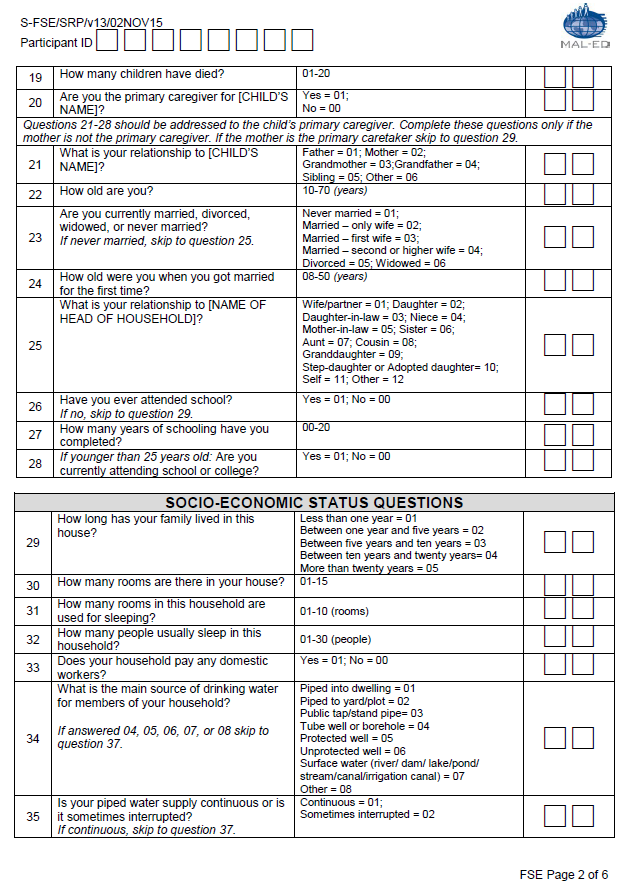 S-FSE/SRP/v13/02NOV15
Participant ID
MAL-ED
19
How many children have died?
01-20
20
Are you the primary caregiver for [CHILD'S
NAME]?
Yes = 01;
No = 00
Questions 21-28 should be addressed to the child's primary caregiver. Complete these questions only if the
mother is not the primary caregiver. If the mother is the primary caretaker skip to question 29.
21
What is your relationship to [CHILD'S
NAME]?
Father = 01; Mother = 02;
Grandmother = 03;Grandfather = 04;
Sibling = 05; Other = 06
22
How old are you?
10-70 (years)
23
Are you currently married, divorced,
widowed, or never married?
If never married, skip to question 25.
Never married = 01;
Married – only wife = 02;
Married – first wife = 03;
Married – second or higher wife = 04;
Divorced = 05; Widowed = 06
24
How old were you when you got married
for the first time?
08-50 (years)
25
What is your relationship to [NAME OF
HEAD OF HOUSEHOLD]?
Wife/partner = 01; Daughter = 02;
Daughter-in-law = 03; Niece = 04;
Mother-in-law = 05; Sister = 06;
Aunt = 07; Cousin = 08;
Granddaughter = 09;
Step-daughter or Adopted daughter= 10;
Self = 11; Other = 12
26
Have you ever attended school?
If no, skip to question 29.
Yes = 01; No = 00
27
How many years of schooling have you
completed?
00-20
28
If younger than 25 years old: Are you
currently attending school or college?
Yes = 01; No = 00
SOCIO-ECONOMIC STATUS QUESTIONS
29
How long has your family lived in this
house?
Less than one year = 01
Between one year and five years = 02
Between five years and ten years = 03
Between ten years and twenty years= 04
More than twenty years = 05
30
How many rooms are there in your house?
01-15
31
How many rooms in this household are
used for sleeping?
01-10 (rooms)
32
How many people usually sleep in this
household?
01-30 (people)
33
Does your household pay any domestic
workers?
Yes = 01; No = 00
34
What is the main source of drinking water
for members of your household?
If answered 04, 05, 06, 07, or 08 skip to
question 37.
Piped into dwelling = 01
Piped to yard/plot = 02
Public tap/stand pipe= 03
Tube well or borehole = 04
Protected well = 05
Unprotected well = 06
Surface water (river/ dam/ lake/pond/
stream/canal/irrigation canal) = 07
Other = 08
35
Is your piped water supply continuous or is
it sometimes interrupted?
If continuous, skip to question 37.
Continuous = 01;
Sometimes interrupted = 02
FSE Page 2 of 6